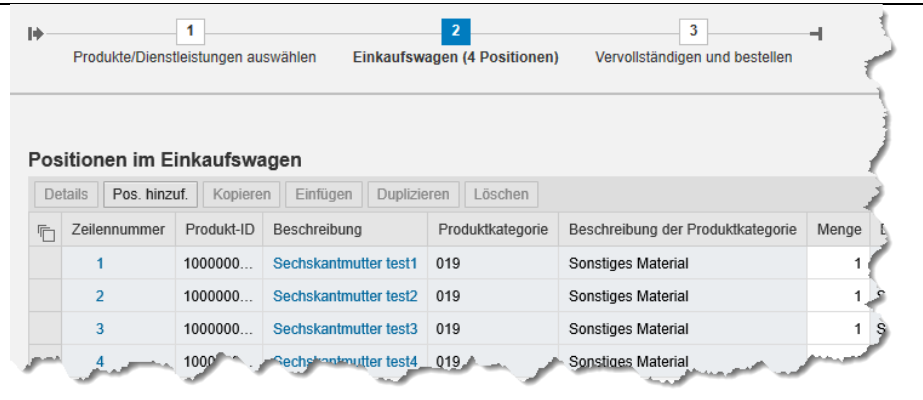 1 2 3
Produkte/Dienstleistungen auswählen Einkaufswagen (4 Positionen) Vervollständigen und bestellen
Positionen im Einkaufswagen
Details Pos. hinzuf. Kopieren Einfügen Duplizieren Löschen
Zeilennummer Produkt-ID Beschreibung Produktkategorie Beschreibung der Produktkategorie Menge
1 1000000... Sechskantmutter test1 019 Sonstiges Material 1
2 1000000... Sechskantmutter test2 019 Sonstiges Material 1 S
3 1000000... Sechskantmutter test3 019 Sonstiges Material 1 S
4 Sechskantmutter test4 019 Sonstiges Material